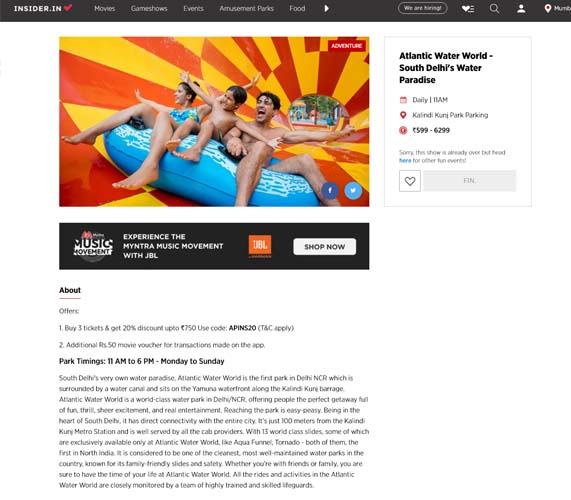 INSIDER.IN
Movies
Gameshows
Events
Amusement Parks
Food
We are hiring!
Mumb
ADVENTURE
Atlantic Water World -
South Delhi's Water
Paradise
Daily | 11AM
Kalindi Kunj Park Parking
₹599 - 6299
Sorry, this show is already over but head
here for other fun events!
FIN.
Myntra
MUSIC
MOVEMENT
EXPERIENCE THE
MYNTRA MUSIC MOVEMENT
WITH JBL
JBL
SHOP NOW
About
Offers:
1. Buy 3 tickets & get 20% discount upto ₹750 Use code: APINS20 (T&C apply)
2. Additional Rs.50 movie voucher for transactions made on the app.
Park Timings: 11 AM to 6 PM - Monday to Sunday
South Delhi's very own water paradise, Atlantic Water World is the first park in Delhi NCR which is
surrounded by a water canal and sits on the Yamuna waterfront along the Kalindi Kunj barrage.
Atlantic Water World is a world-class water park in Delhi/NCR, offering people the perfect getaway full
of fun, thrill, sheer excitement, and real entertainment. Reaching the park is easy-peasy. Being in the
heart of South Delhi, it has direct connectivity with the entire city. It's just 100 meters from the Kalindi
Kunj Metro Station and is well served by all the cab providers. With 13 world class slides, some of which
are exclusively available only at Atlantic Water World, like Aqua Funnel, Tornado - both of them, the
first in North India. It is considered to be one of the cleanest, most well-maintained water parks in the
country, known for its family-friendly slides and safety. Whether you're with friends or family, you are
sure to have the time of your life at Atlantic Water World. All the rides and activities in the Atlantic
Water World are closely monitored by a team of highly trained and skilled lifeguards.